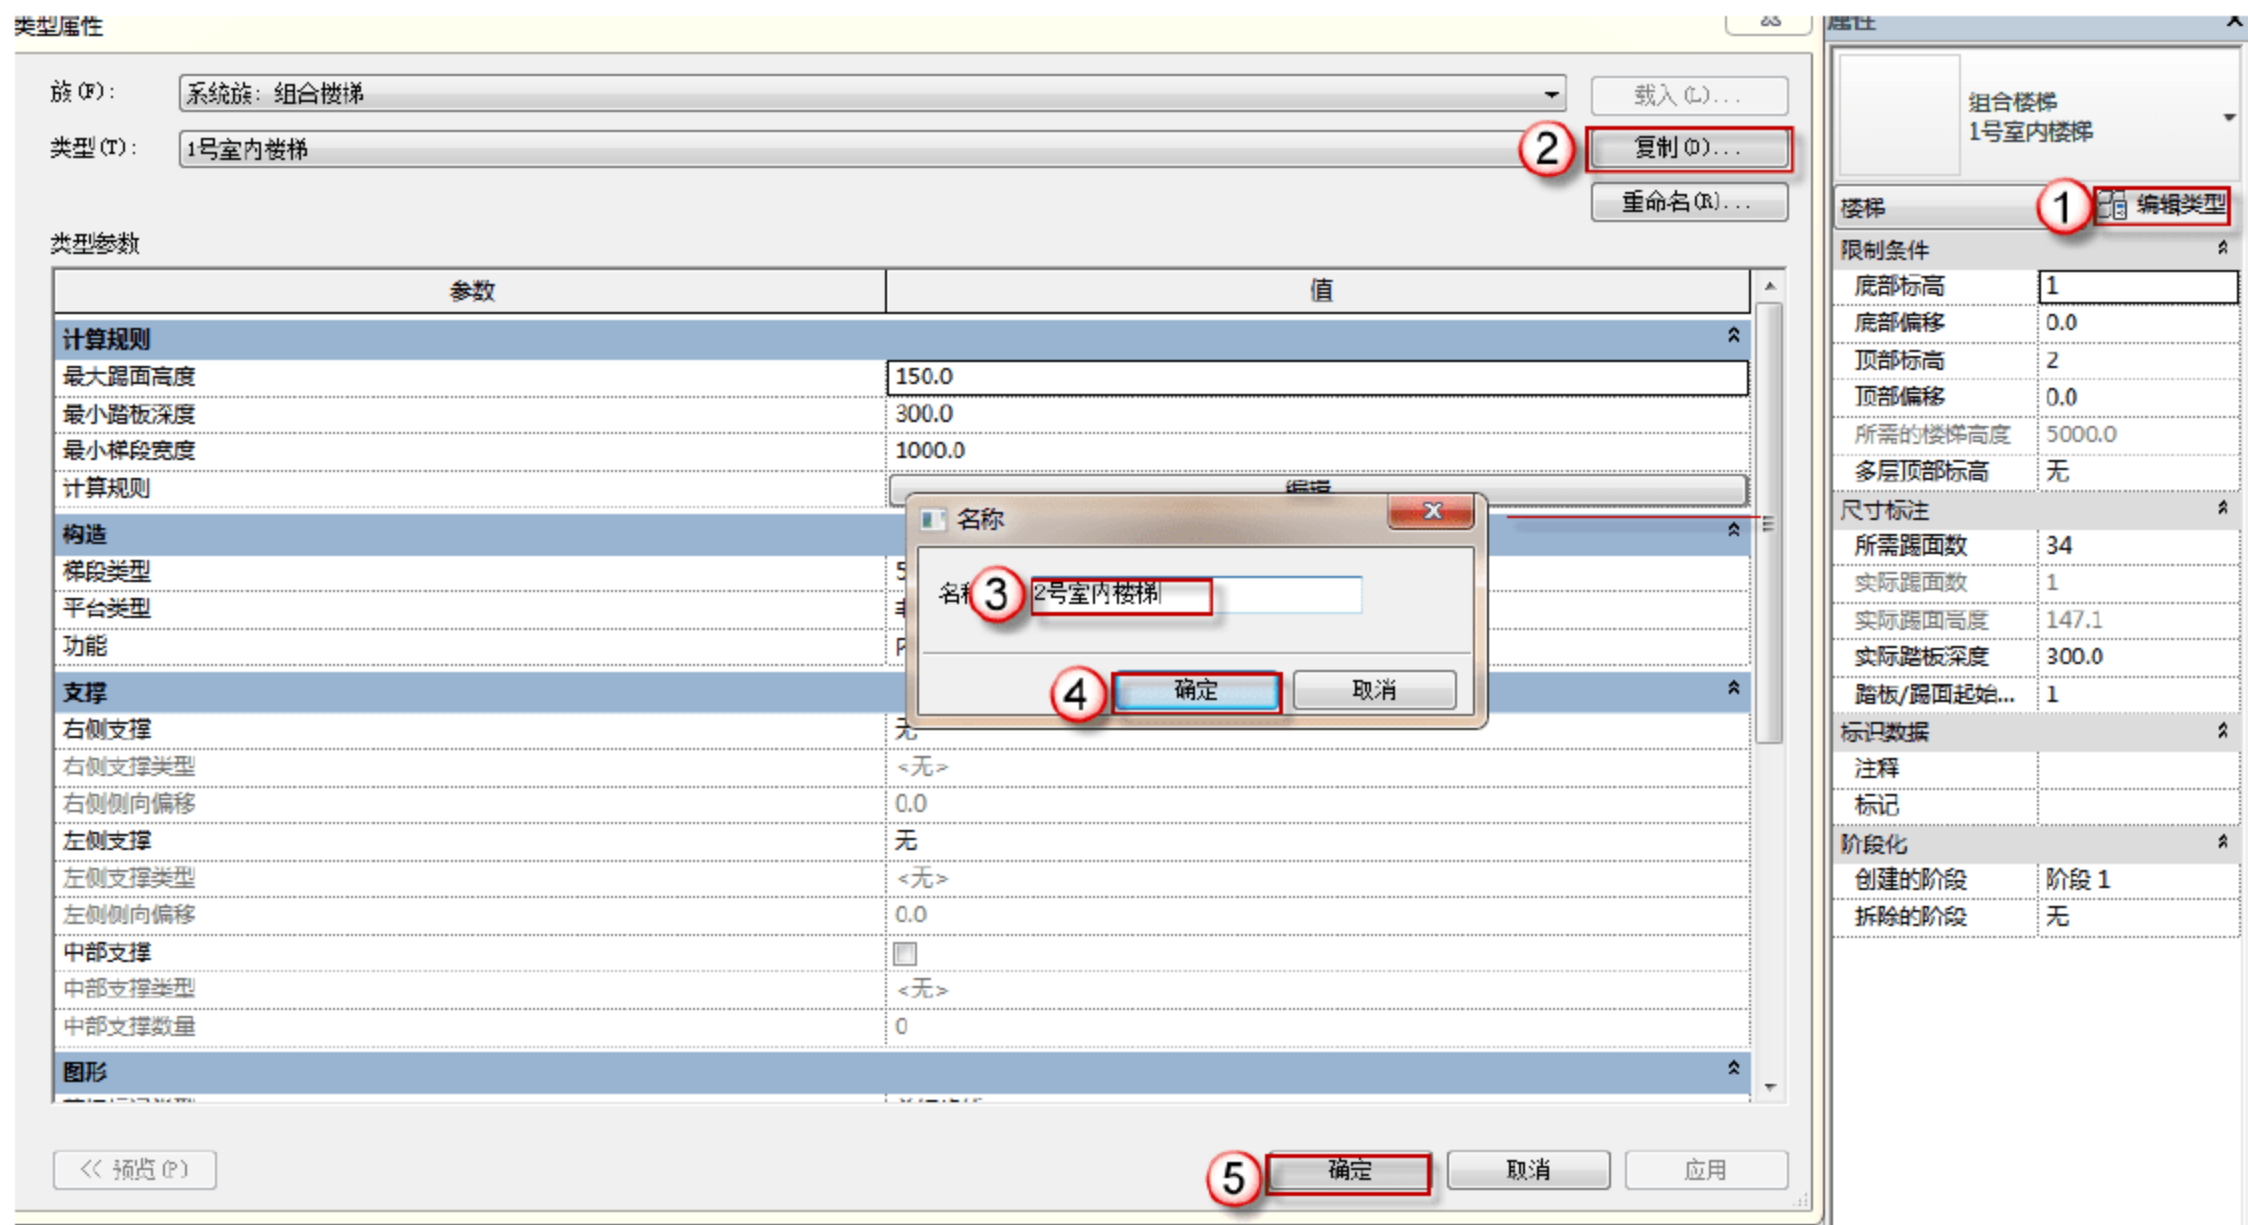 类型属性
族(F):
系统族：组合楼梯
载入(L)...
类型(T):
1号室内楼梯
2
复制(D)...
重命名(R)...
类型参数
参数
值
计算规则
最大踢面高度
150.0
最小踏板深度
300.0
最小梯段宽度
1000.0
计算规则
编辑
构造
梯段类型
5
平台类型
功能
支撑
右侧支撑
无
右侧支撑类型
<无>
右侧侧向偏移
0.0
左侧支撑
无
左侧支撑类型
<无>
左侧侧向偏移
0.0
中部支撑
中部支撑类型
<无>
中部支撑数量
0
图形
名称
名称
3
2号室内楼梯
4
确定
取消
<< 预览(P)
5
确定
取消
应用
属性
X
组合楼梯
1号室内楼梯
楼梯
1
编辑类型
限制条件
底部标高
1
底部偏移
0.0
顶部标高
2
顶部偏移
0.0
所需的楼梯高度
5000.0
多层顶部标高
无
尺寸标注
所需踢面数
34
实际踢面数
1
实际踢面高度
147.1
实际踏板深度
300.0
踏板/踢面起始...
1
标识数据
注释
标记
阶段化
创建的阶段
阶段 1
拆除的阶段
无